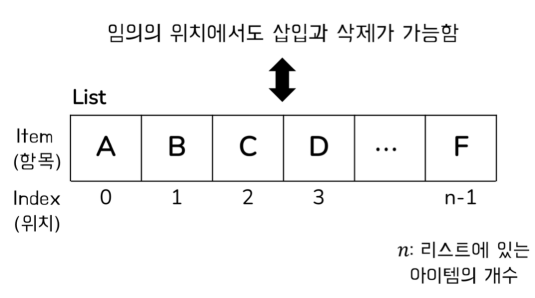 임의의 위치에서도 삽입과 삭제가 가능함
List
Item
(항목)
A B C D ... F
Index
(위치)
0 1 2 3 n-1
n: 리스트에 있는
아이템의 개수